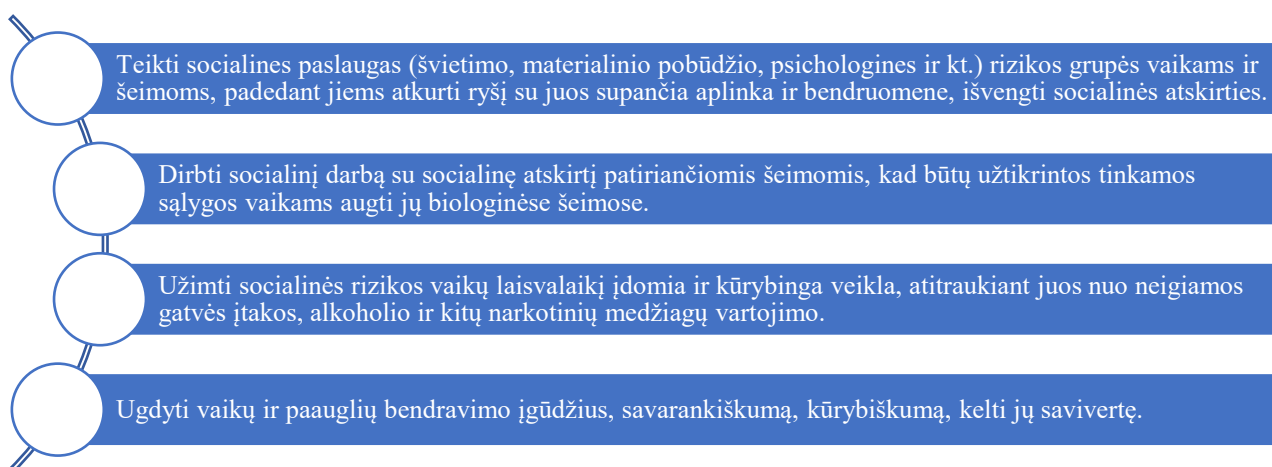 Teikti socialines paslaugas (švietimo, materialinio pobūdžio, psichologines ir kt.) rizikos grupės vaikams ir
šeimoms, padedant jiems atkurti ryšį su juos supančia aplinka ir bendruomene, išvengti socialinės atskirties.
Dirbti socialinį darbą su socialinę atskirtį patiriančiomis šeimomis, kad būtų užtikrintos tinkamos
sąlygos vaikams augti jų biologinėse šeimose.
Užimti socialinės rizikos vaikų laisvalaikį įdomia ir kūrybinga veikla, atitraukiant juos nuo neigiamos
gatvės įtakos, alkoholio ir kitų narkotinių medžiagų vartojimo.
Ugdyti vaikų ir paauglių bendravimo įgūdžius, savarankiškumą, kūrybiškumą, kelti jų savivertę.